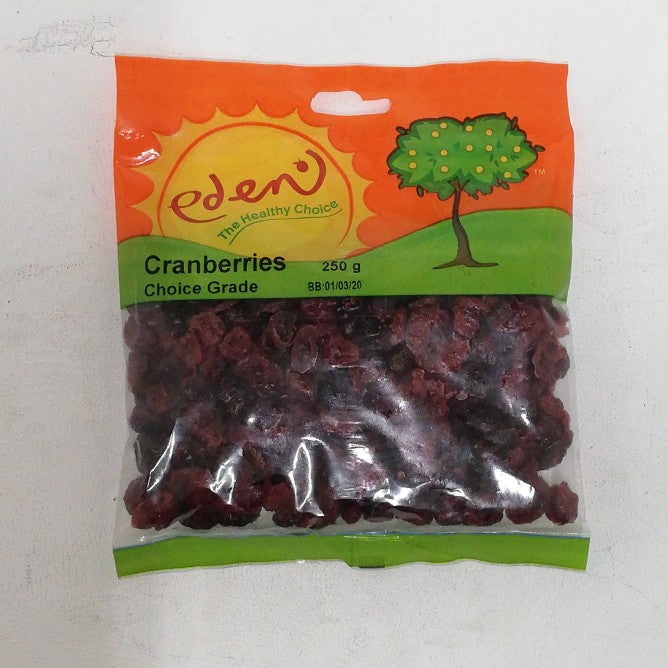 eden
The Healthy Choice
TM
Cranberries 250 g
Choice Grade BB:01/03/20